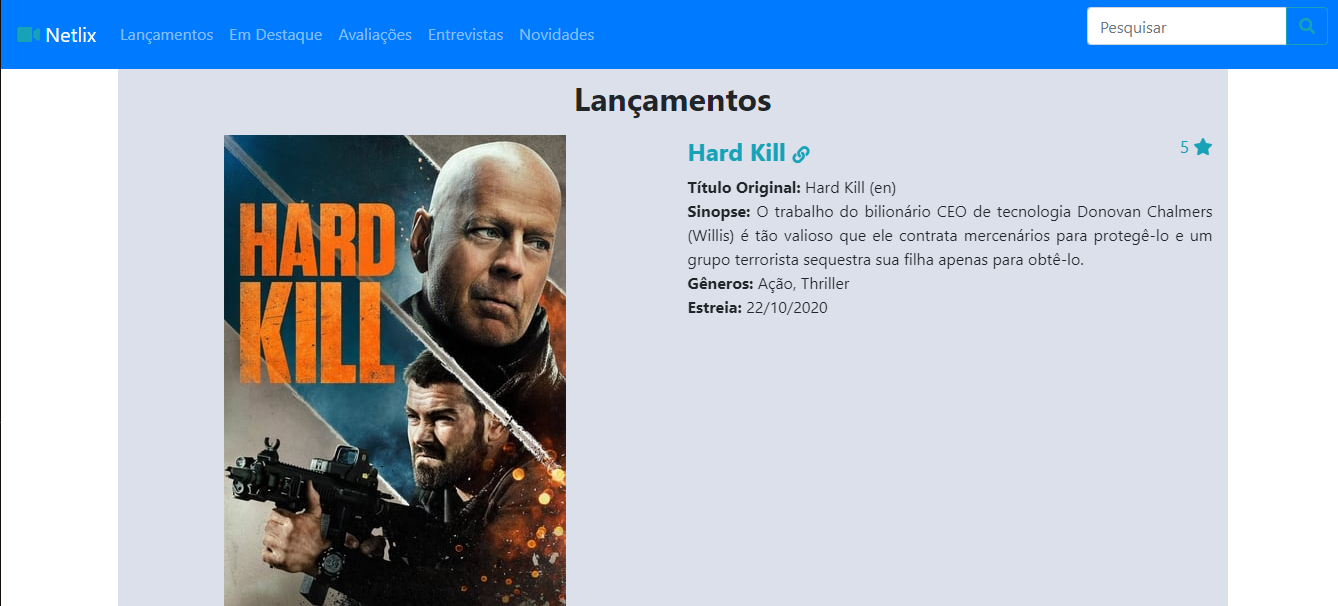 Netlix Lançamentos Em Destaque Avaliações Entrevistas Novidades Pesquisar
Lançamentos
HARD
KILL
Hard Kill 5
Título Original: Hard Kill (en)
Sinopse: O trabalho do bilionário CEO de tecnologia Donovan Chalmers
(Willis) é tão valioso que ele contrata mercenários para protegê-lo e um
grupo terrorista sequestra sua filha apenas para obtê-lo.
Gêneros: Ação, Thriller
Estreia: 22/10/2020